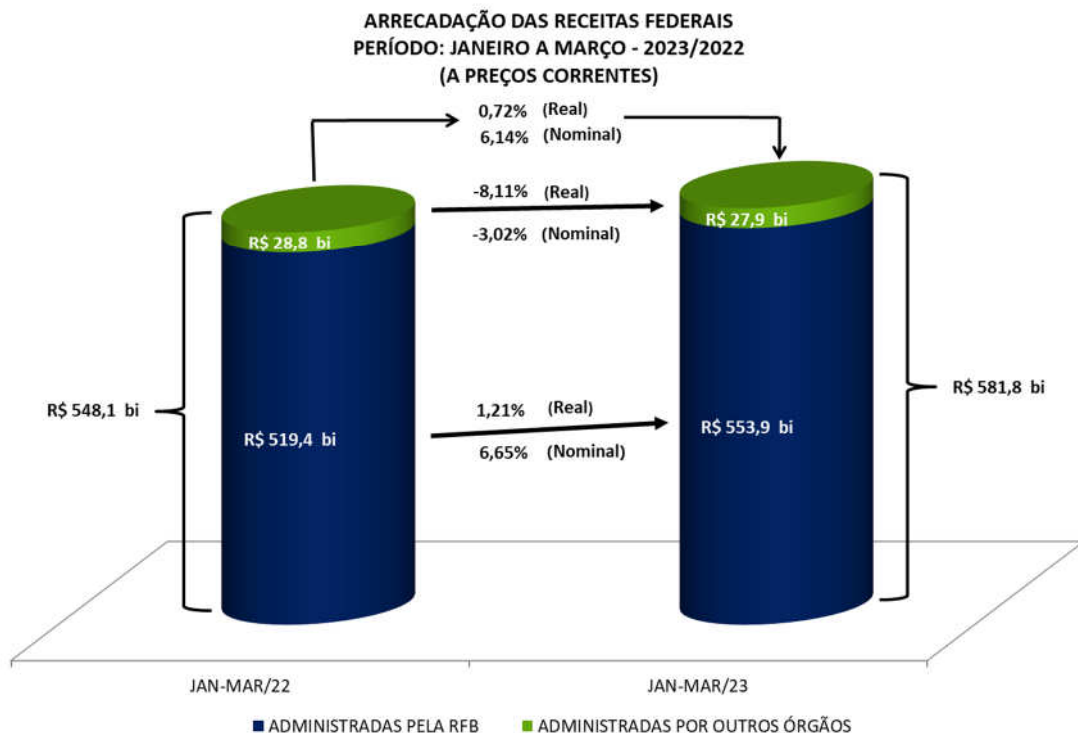 ARRECADAÇÃO DAS RECEITAS FEDERAIS
PERÍODO: JANEIRO A MARÇO - 2023/2022
(A PREÇOS CORRENTES)
0,72% (Real)
6,14% (Nominal)
-8,11% (Real)
-3,02% (Nominal)
R$ 28,8 bi
R$ 27,9 bi
R$ 548,1 bi
R$ 581,8 bi
1,21% (Real)
6,65% (Nominal)
R$ 519,4 bi
R$ 553,9 bi
JAN-MAR/22
JAN-MAR/23
ADMINISTRADAS PELA RFB
ADMINISTRADAS POR OUTROS ÓRGÃOS